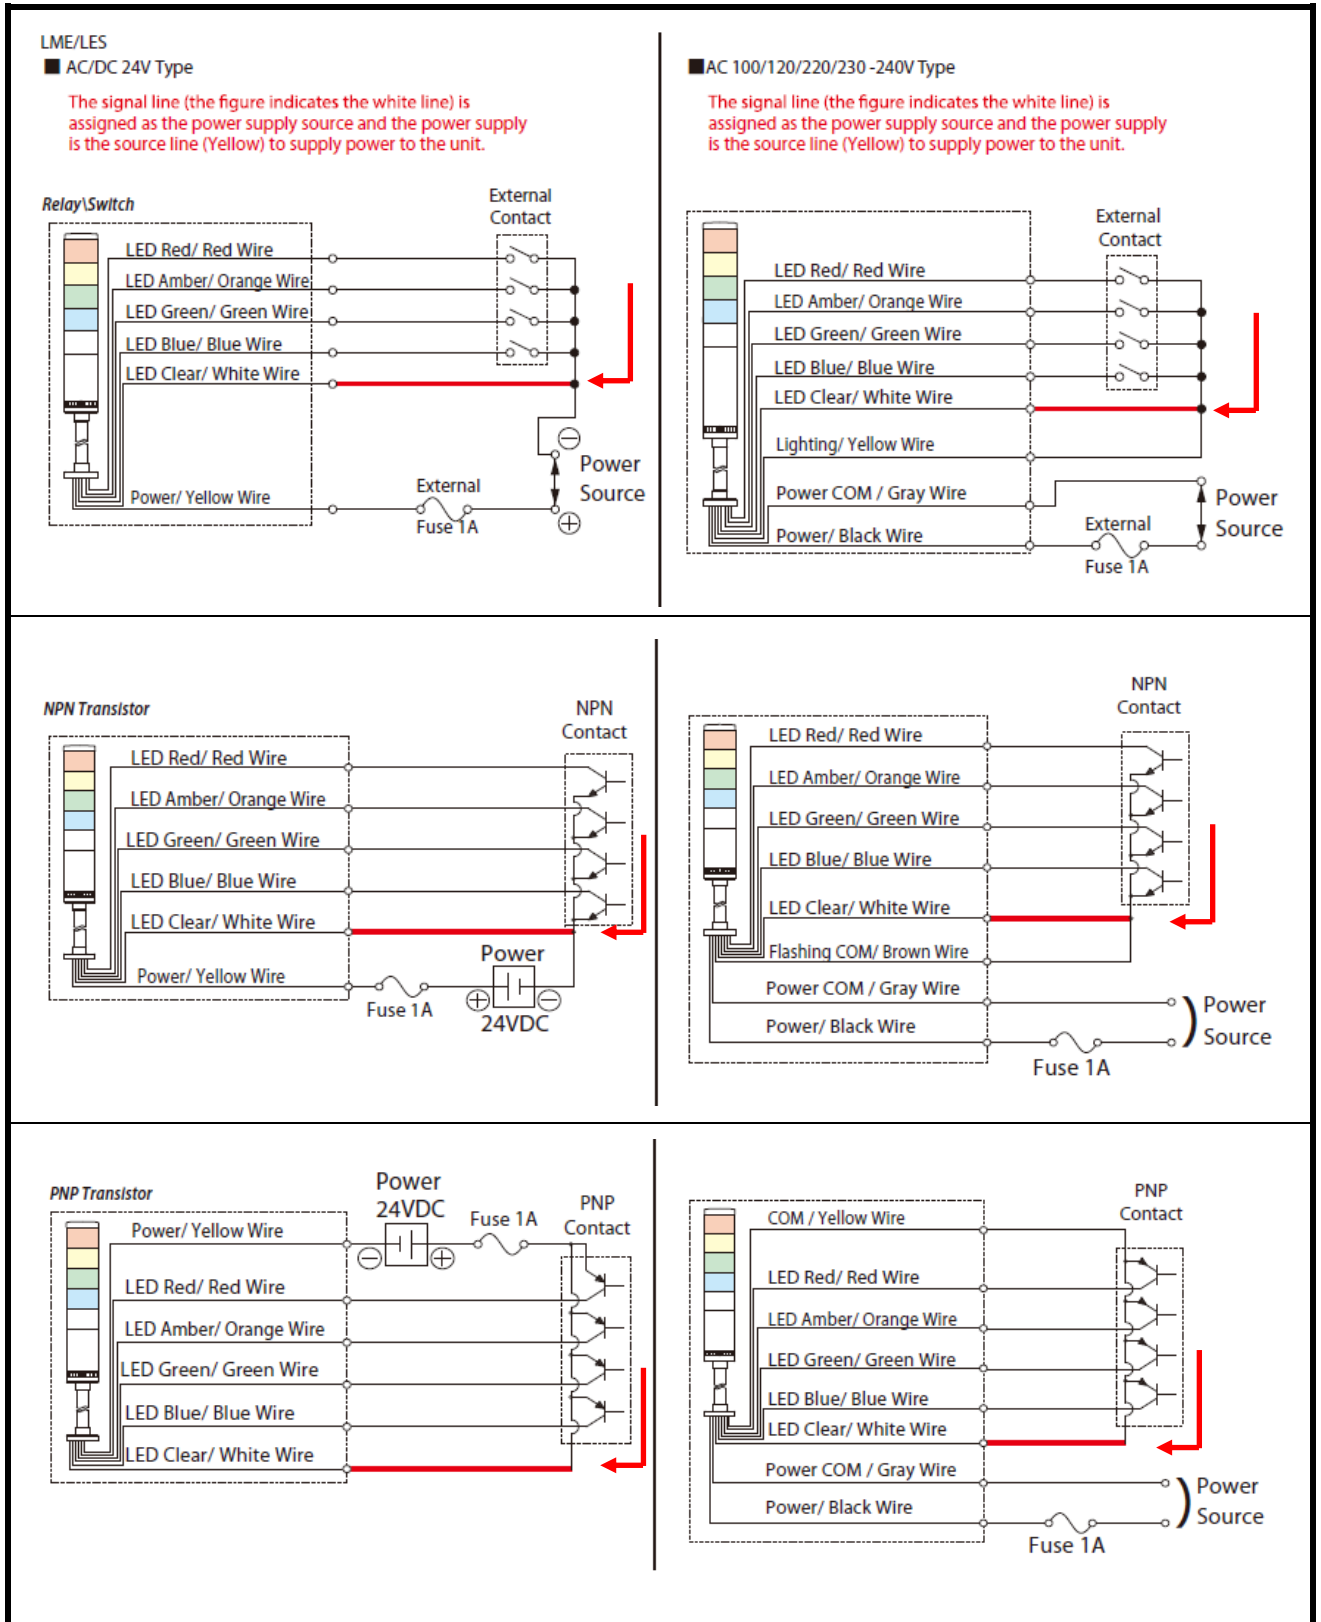 LME/LES
■ AC/DC 24V Type
The signal line (the figure indicates the white line) is
assigned as the power supply source and the power supply
is the source line (Yellow) to supply power to the unit.
Relay\Switch
External
Contact
LED Red/ Red Wire
LED Amber/ Orange Wire
LED Green/ Green Wire
LED Blue/ Blue Wire
LED Clear/ White Wire
Power
Source
Power/ Yellow Wire
External
Fuse 1A
■AC 100/120/220/230 -240V Type
The signal line (the figure indicates the white line) is
assigned as the power supply source and the power supply
is the source line (Yellow) to supply power to the unit.
External
Contact
LED Red/ Red Wire
LED Amber/ Orange Wire
LED Green/ Green Wire
LED Blue/ Blue Wire
LED Clear/ White Wire
Lighting/ Yellow Wire
Power COM / Gray Wire
Power/ Black Wire
External
Fuse 1A
Power
Source
NPN Transistor
NPN
Contact
LED Red/ Red Wire
LED Amber/ Orange Wire
LED Green/ Green Wire
LED Blue/ Blue Wire
LED Clear/ White Wire
Power/ Yellow Wire
Fuse 1A
Power
24VDC
NPN
Contact
LED Red/ Red Wire
LED Amber/ Orange Wire
LED Green/ Green Wire
LED Blue/ Blue Wire
LED Clear/ White Wire
Flashing COM/ Brown Wire
Power COM / Gray Wire
Power/ Black Wire
Fuse 1A
Power
Source
PNP Transistor
Power
24VDC
Fuse 1A
PNP
Contact
Power/ Yellow Wire
LED Red/ Red Wire
LED Amber/ Orange Wire
LED Green/ Green Wire
LED Blue/ Blue Wire
LED Clear/ White Wire
PNP
Contact
COM / Yellow Wire
LED Red/ Red Wire
LED Amber/ Orange Wire
LED Green/ Green Wire
LED Blue/ Blue Wire
LED Clear/ White Wire
Power COM / Gray Wire
Power/ Black Wire
Fuse 1A
Power
Source